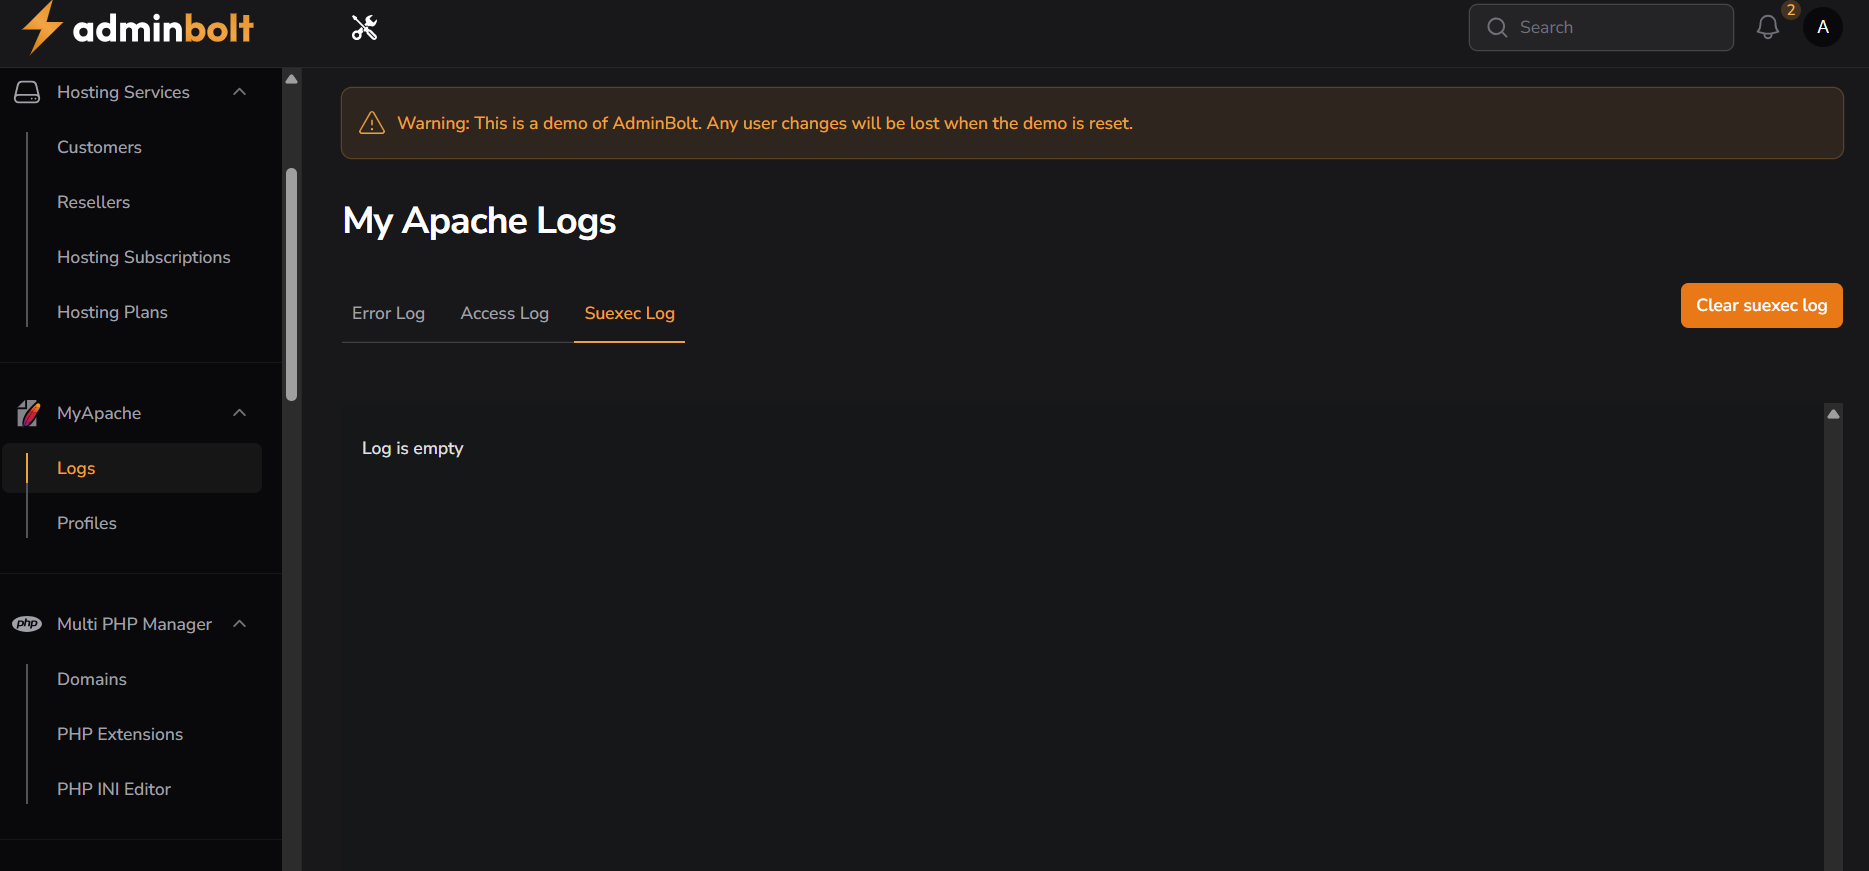 adminbolt
Search
2
A
Hosting Services
Customers
Resellers
Hosting Subscriptions
Hosting Plans
MyApache
Logs
Profiles
php
Multi PHP Manager
Domains
PHP Extensions
PHP INI Editor
Warning: This is a demo of AdminBolt. Any user changes will be lost when the demo is reset.
My Apache Logs
Error Log Access Log Suexec Log
Clear suexec log
Log is empty